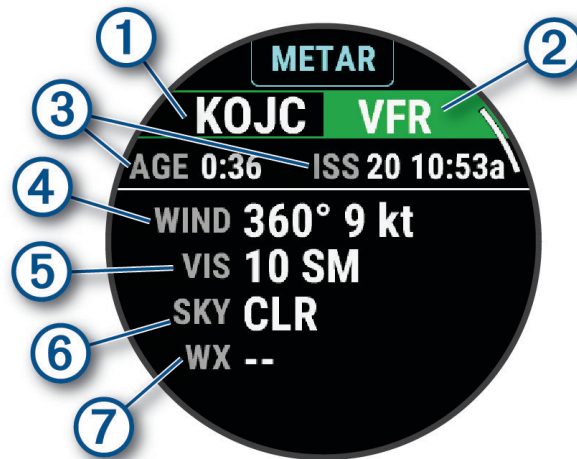 METAR
1
2
KOJC VFR
3
AGE 0:36 ISS 20 10:53a
4
WIND 360° 9 kt
5
VIS 10 SM
6
SKY CLR
7
WX --